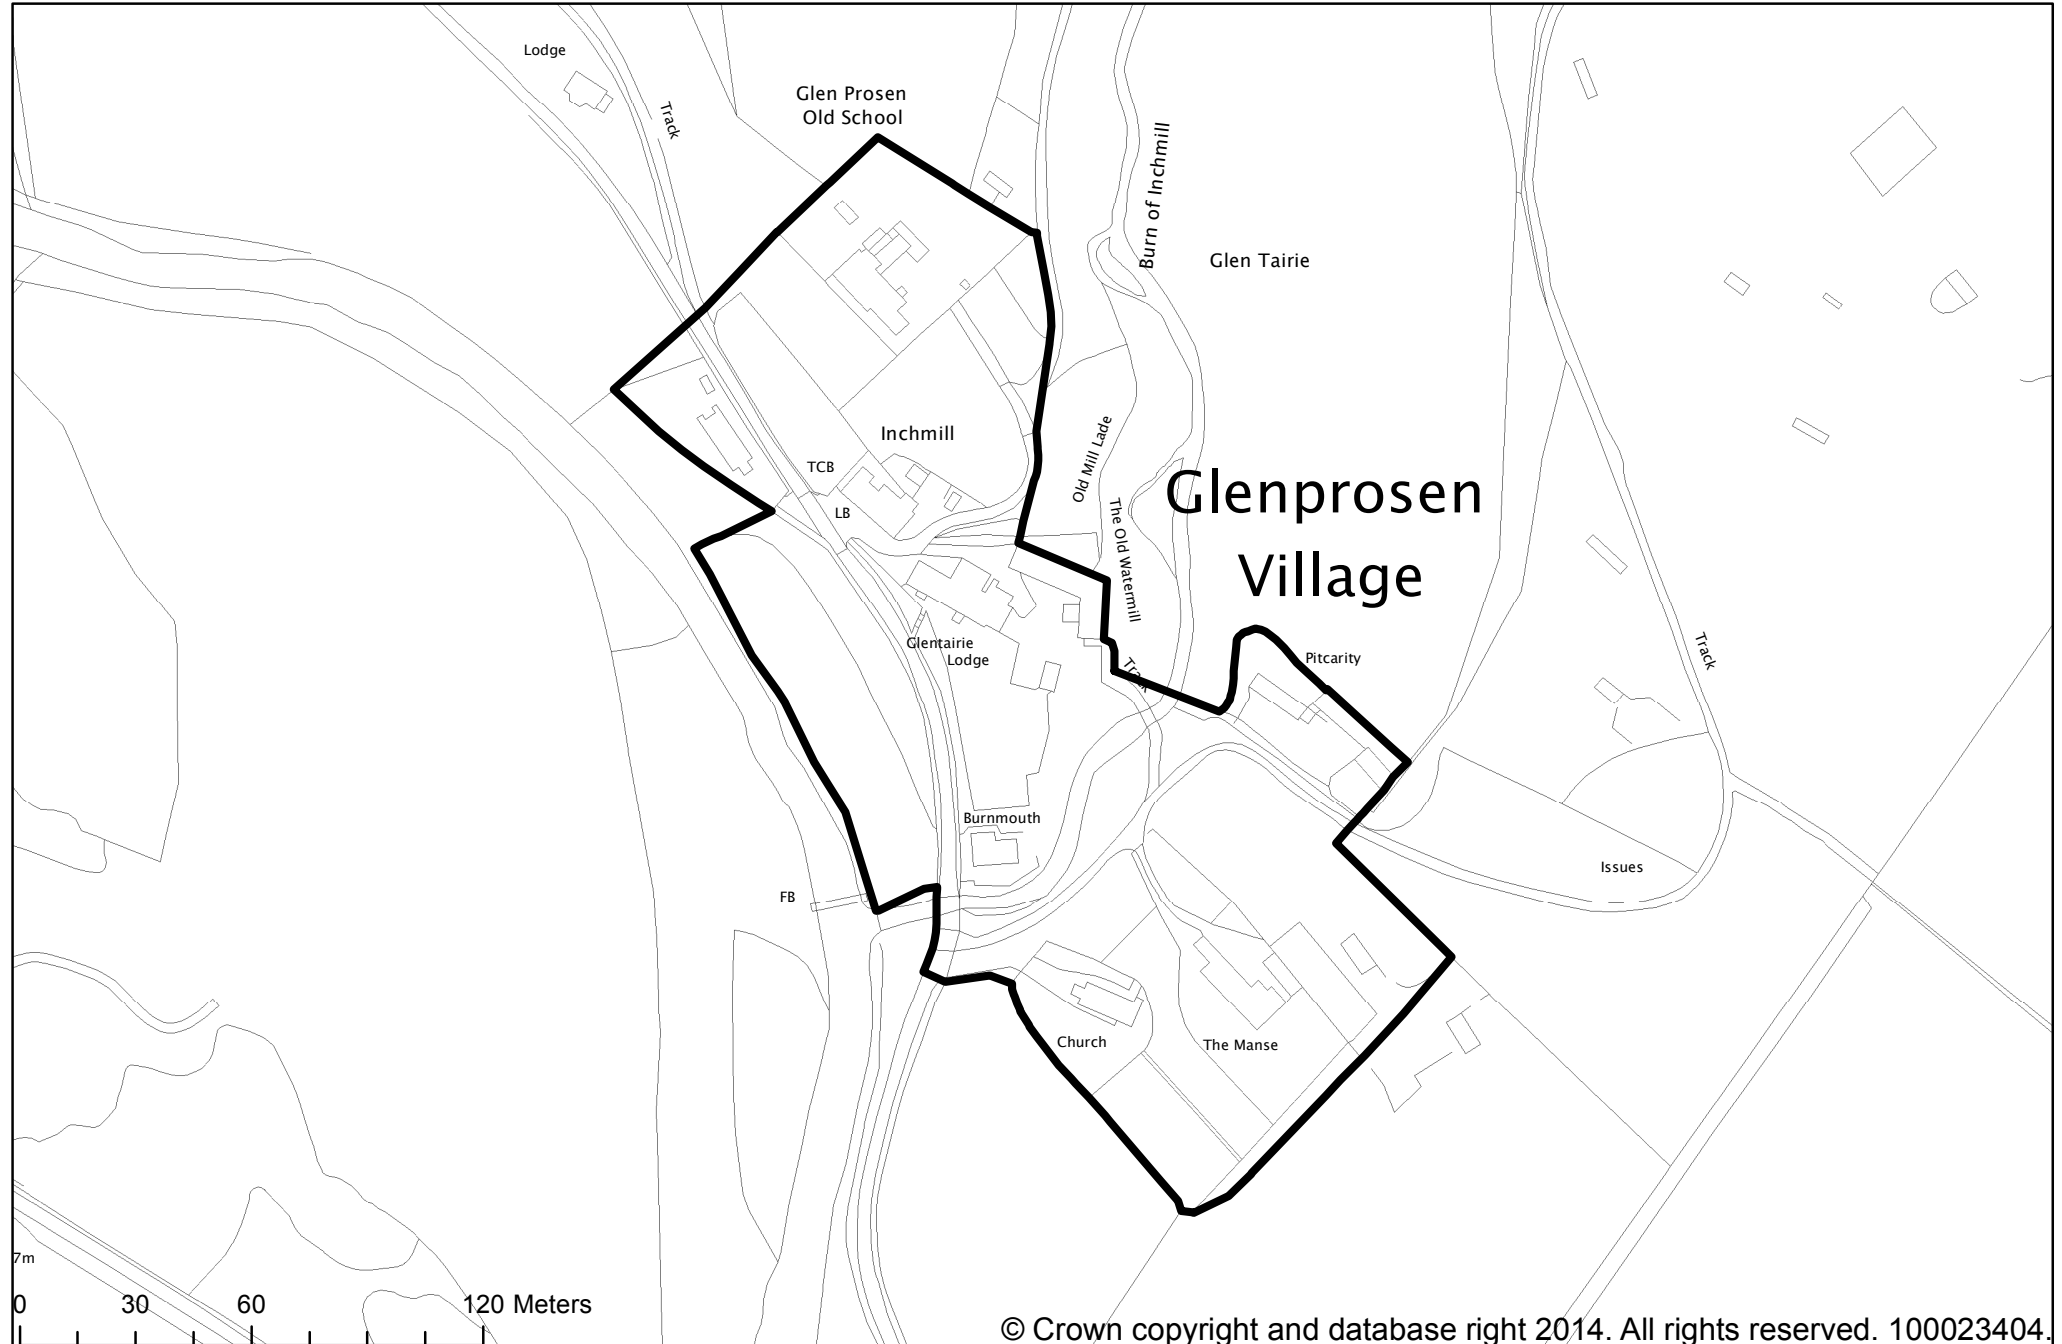 Lodge
Track
Glen Prosen
Old School
Burn of Inchmill
Glen Tairie
Inchmill
TCB
LB
Old Mill Lade
The Old Watermill
Glenprosen
Village
Glentairie
Lodge
Track
Pitcarity
Track
Burnmouth
FB
Issues
Church
The Manse
7m
0 30 60 120 Meters
© Crown copyright and database right 2014. All rights reserved. 100023404.